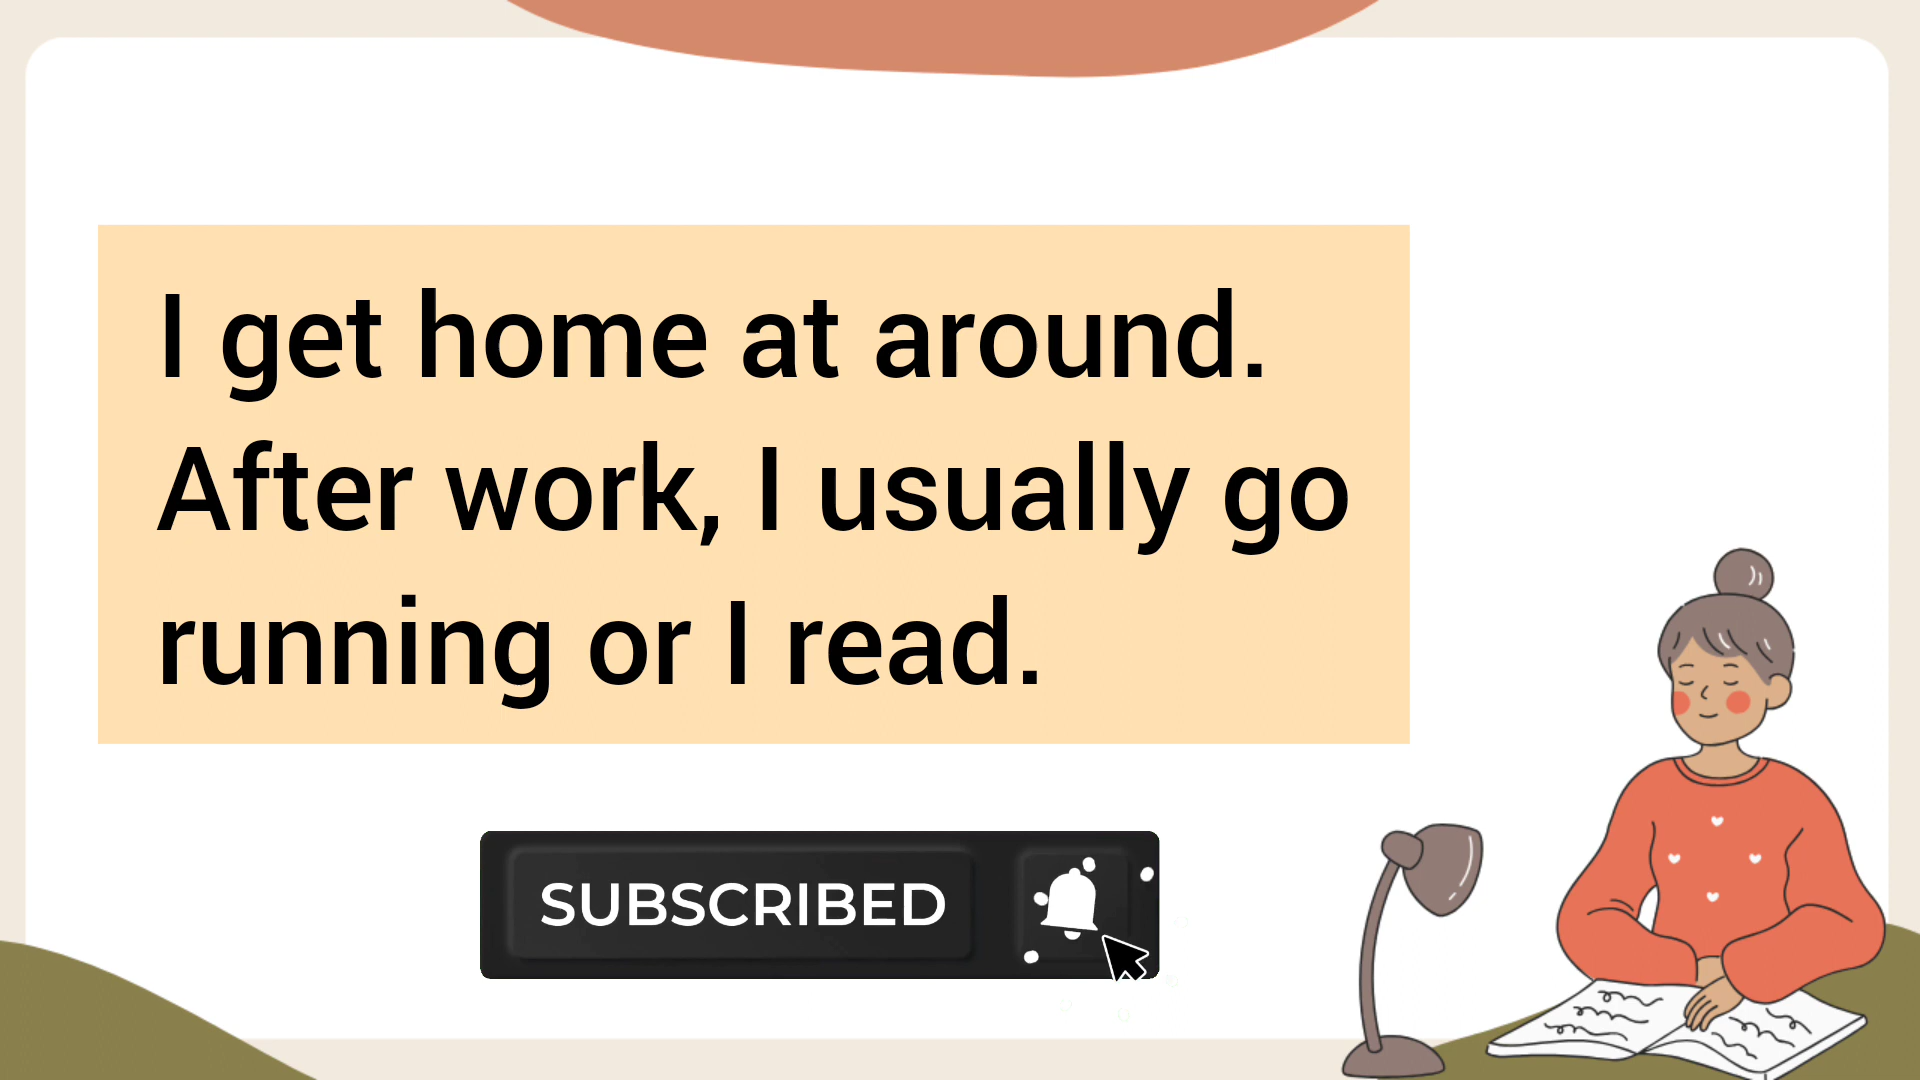 I get home at around.
After work, I usually go
running or I read.
SUBSCRIBED